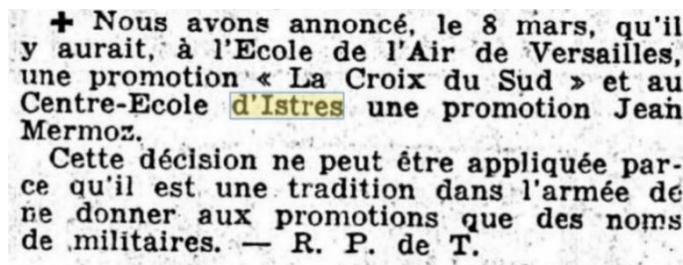 ✚ Nous avons annoncé, le 8 mars, qu'il
y aurait, à l'Ecole de l'Air de Versailles,
une promotion « La Croix du Sud » et au
Centre-Ecole d'Istres une promotion Jean
Mermoz.
Cette décision ne peut être appliquée par-
ce qu'il est une tradition dans l'armée de
ne donner aux promotions que des noms
de militaires. — R. P. de T.